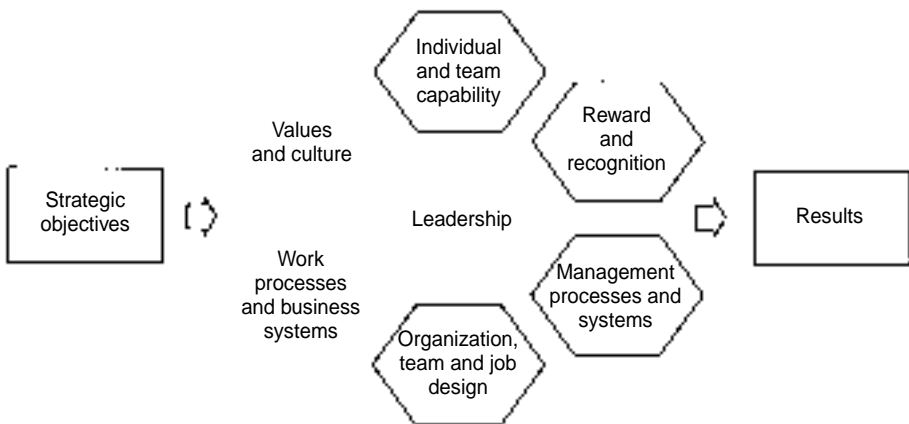 Individual
and team
capability
Values
and culture
Reward
and
recognition
Strategic
objectives
Leadership
Results
Work
processes
and business
systems
Management
processes and
systems
Organization,
team and job
design